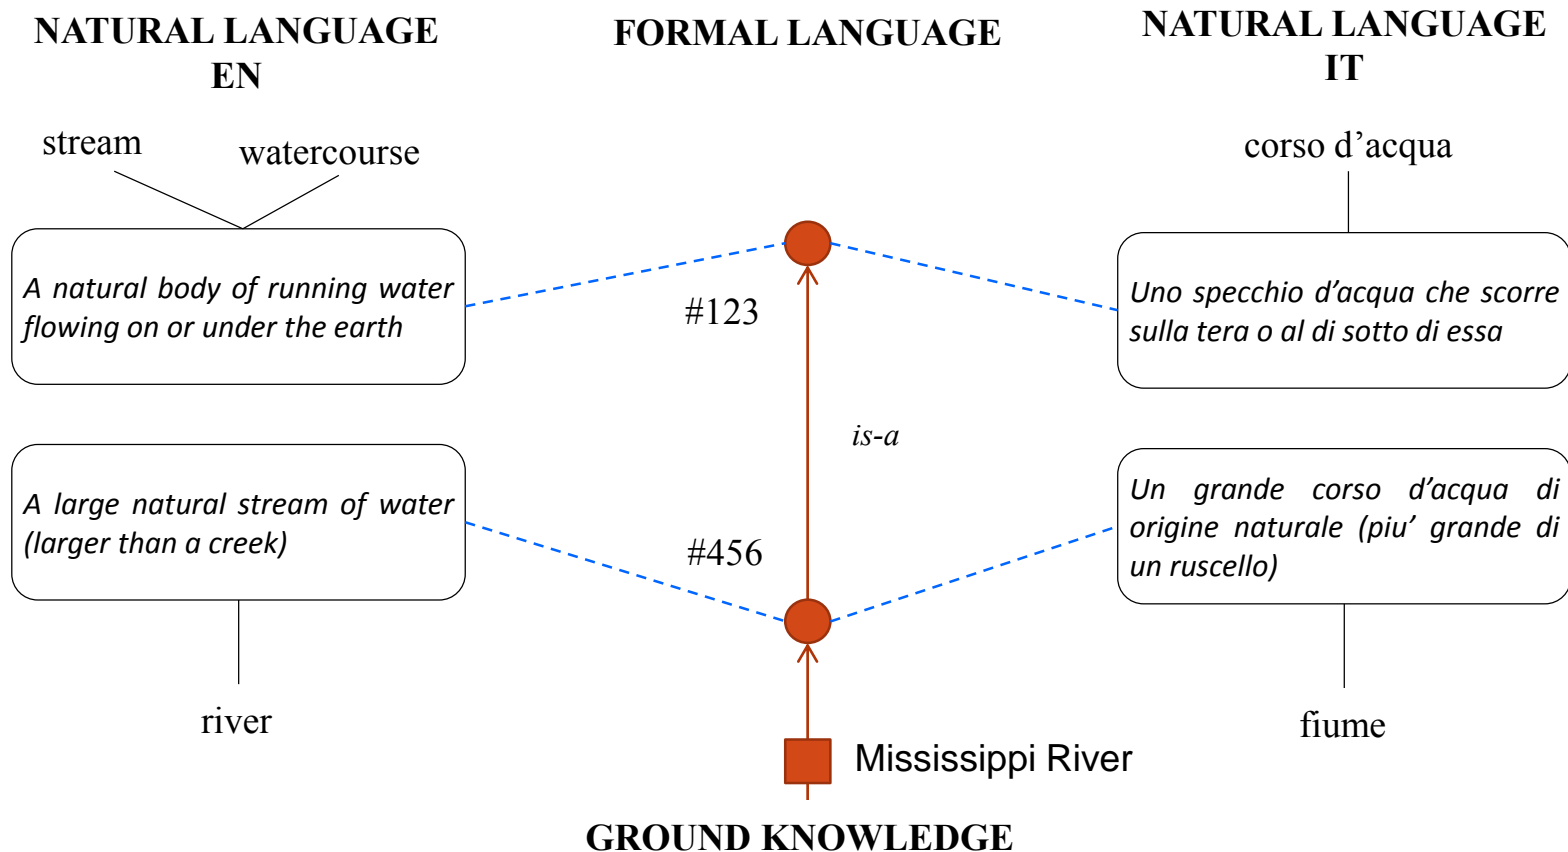 NATURAL LANGUAGE
EN
FORMAL LANGUAGE
NATURAL LANGUAGE
IT
stream
watercourse
corso d’acqua
A natural body of running water
flowing on or under the earth
#123
Uno specchio d’acqua che scorre
sulla tera o al di sotto di essa
is-a
A large natural stream of water
(larger than a creek)
#456
Un grande corso d’acqua di
origine naturale (piu’ grande di
un ruscello)
river
fiume
Mississippi River
GROUND KNOWLEDGE